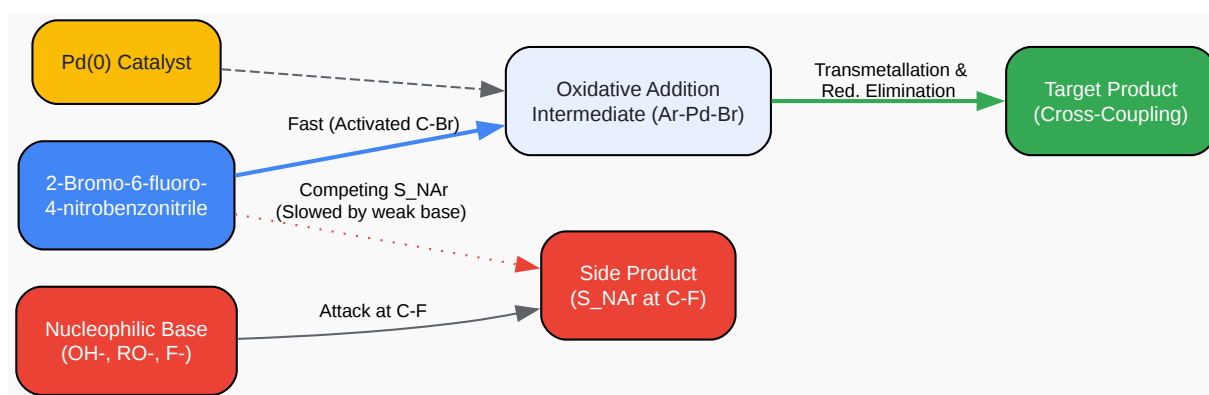 Pd(0) Catalyst
Oxidative Addition
Intermediate (Ar-Pd-Br)
Transmetallation &
Red. Elimination
Target Product
(Cross-Coupling)
Fast (Activated C-Br)
2-Bromo-6-fluoro-
4-nitrobenzonitrile
Competing S_NAr
(Slowed by weak base)
Side Product
(S_NAr at C-F)
Nucleophilic Base
(OH-, RO-, F-)
Attack at C-F